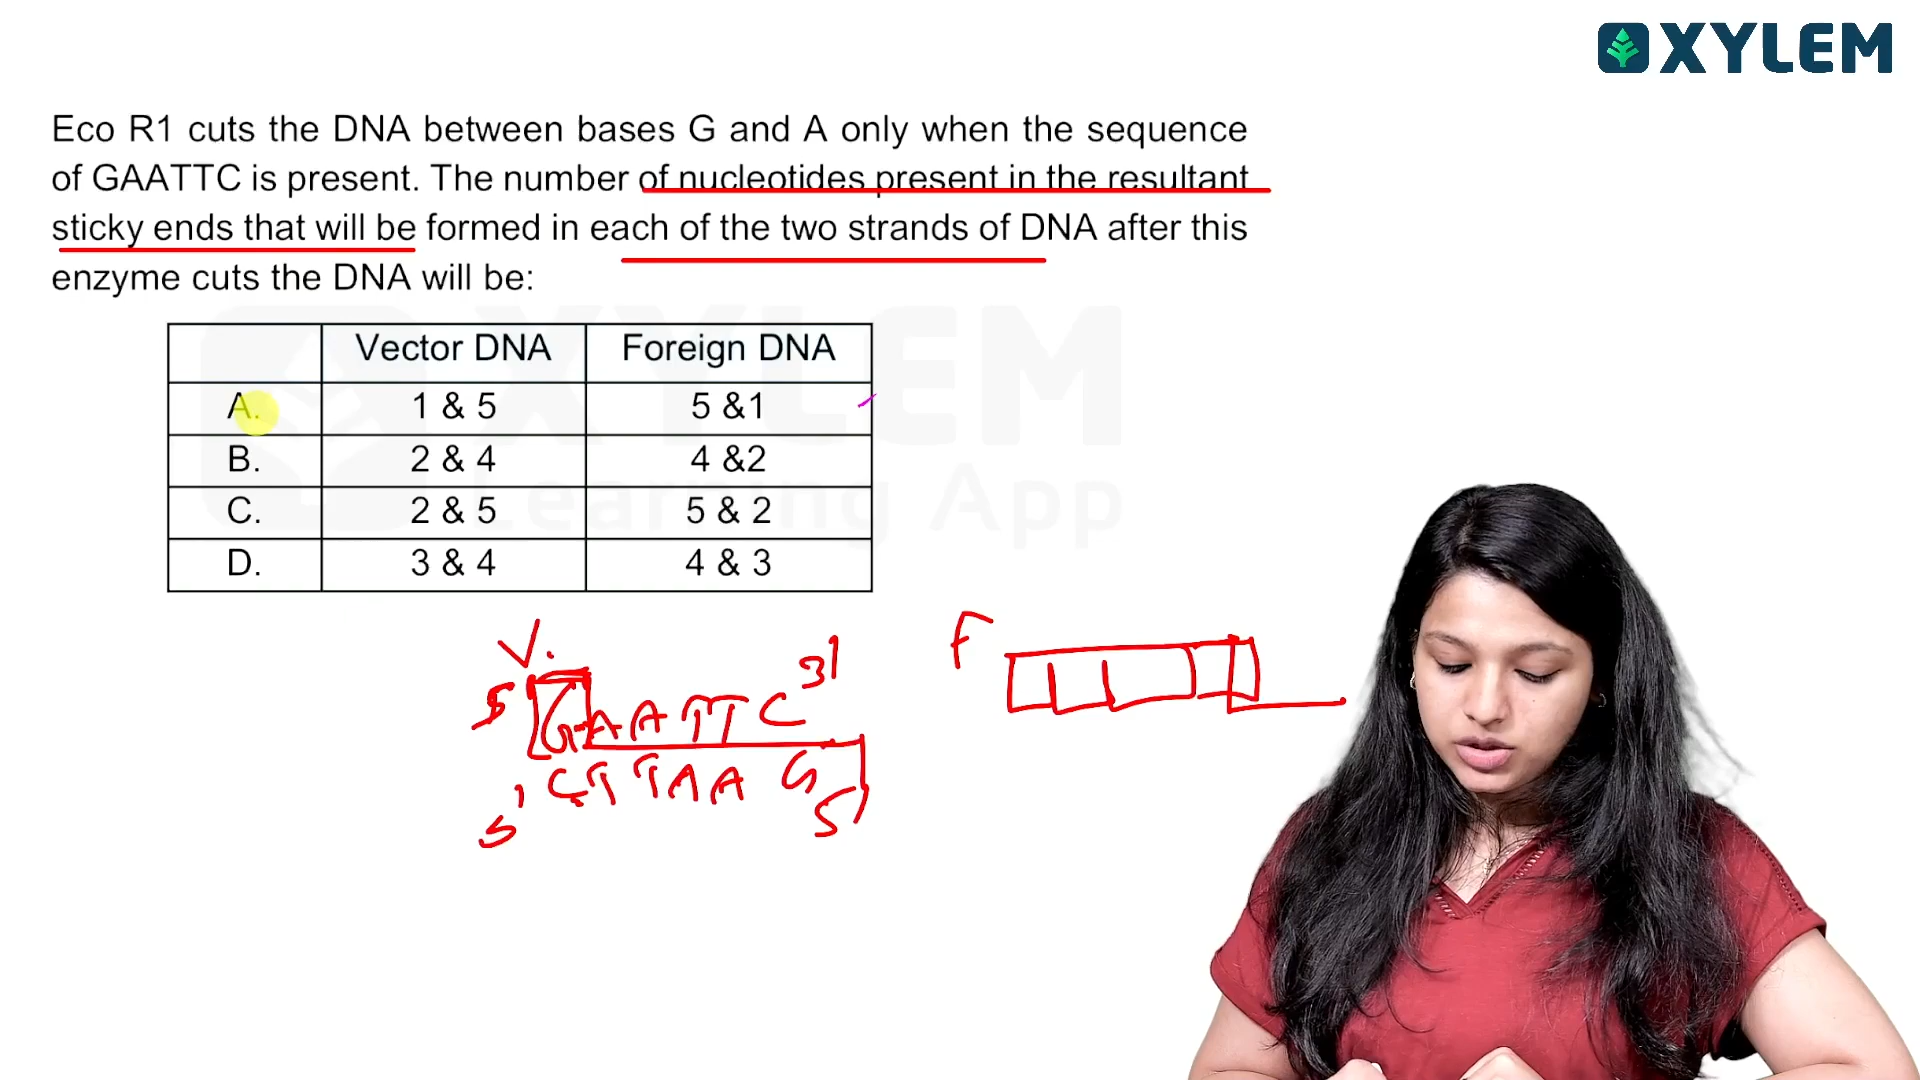 XYLEM
Eco R1 cuts the DNA between bases G and A only when the sequence
of GAATTC is present. The number of nucleotides present in the resultant
sticky ends that will be formed in each of the two strands of DNA after this
enzyme cuts the DNA will be:
Vector DNA Foreign DNA
A. 1 & 5 5 &1
B. 2 & 4 4 &2
C. 2 & 5 5 & 2
D. 3 & 4 4 & 3
XYLEM
Learning App
V. F
5' G A A T T C 3'
C T T A A G 5'